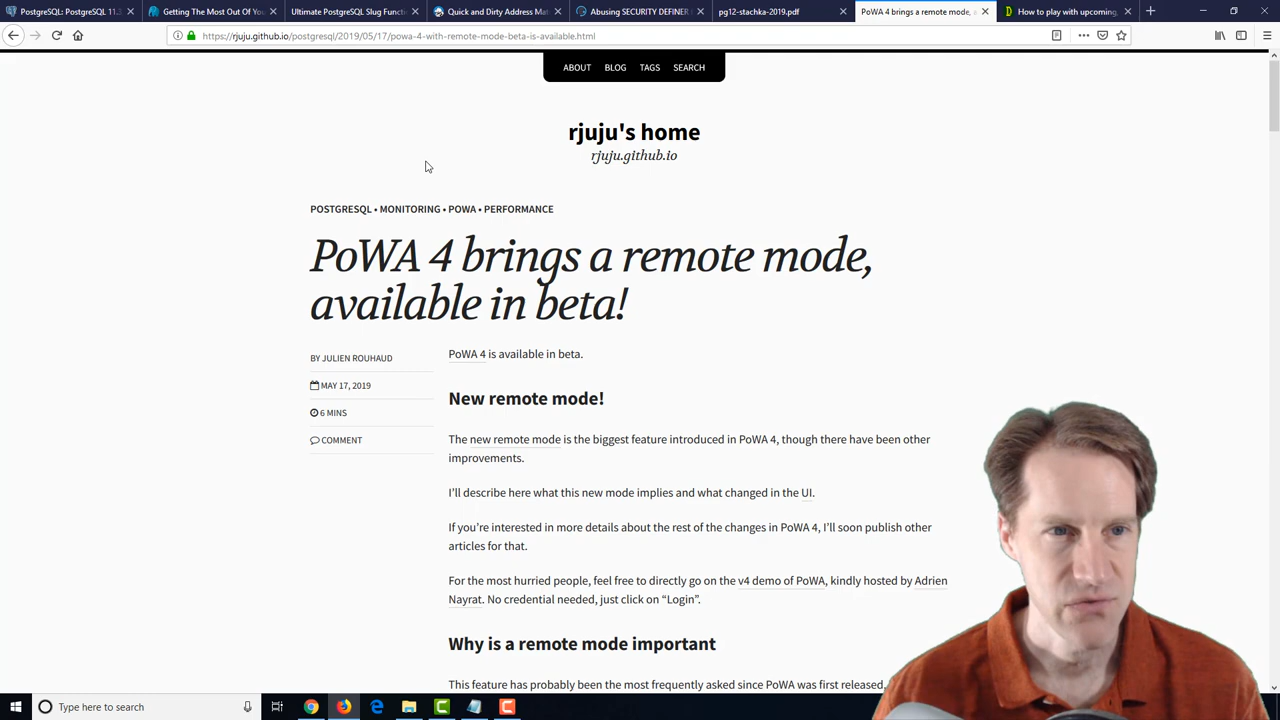 PostgreSQL: PostgreSQL 11.3
Getting The Most Out Of Yo
Ultimate PostgreSQL Slug Func
Quick and Dirty Address Ma
Abusing SECURITY DEFINER
pg12-stachka-2019.pdf
PoWA 4 brings a remote mode,
How to play with upcoming,
https://rjuju.github.io/postgresql/2019/05/17/powa-4-with-remote-mode-beta-is-available.html
ABOUT BLOG TAGS SEARCH
rjuju's home
rjuju.github.io
POSTGRESQL • MONITORING • POWA • PERFORMANCE
PoWA 4 brings a remote mode,
available in beta!
BY JULIEN ROUHAUD
MAY 17, 2019
6 MINS
COMMENT
PoWA 4 is available in beta.
New remote mode!
The new remote mode is the biggest feature introduced in PoWA 4, though there have been other
improvements.
I'll describe here what this new mode implies and what changed in the UI.
If you're interested in more details about the rest of the changes in PoWA 4, I'll soon publish other
articles for that.
For the most hurried people, feel free to directly go on the v4 demo of PoWA, kindly hosted by Adrien
Nayrat. No credential needed, just click on “Login”.
Why is a remote mode important
This feature has probably been the most frequently asked since PoWA was first released,
Type here to search